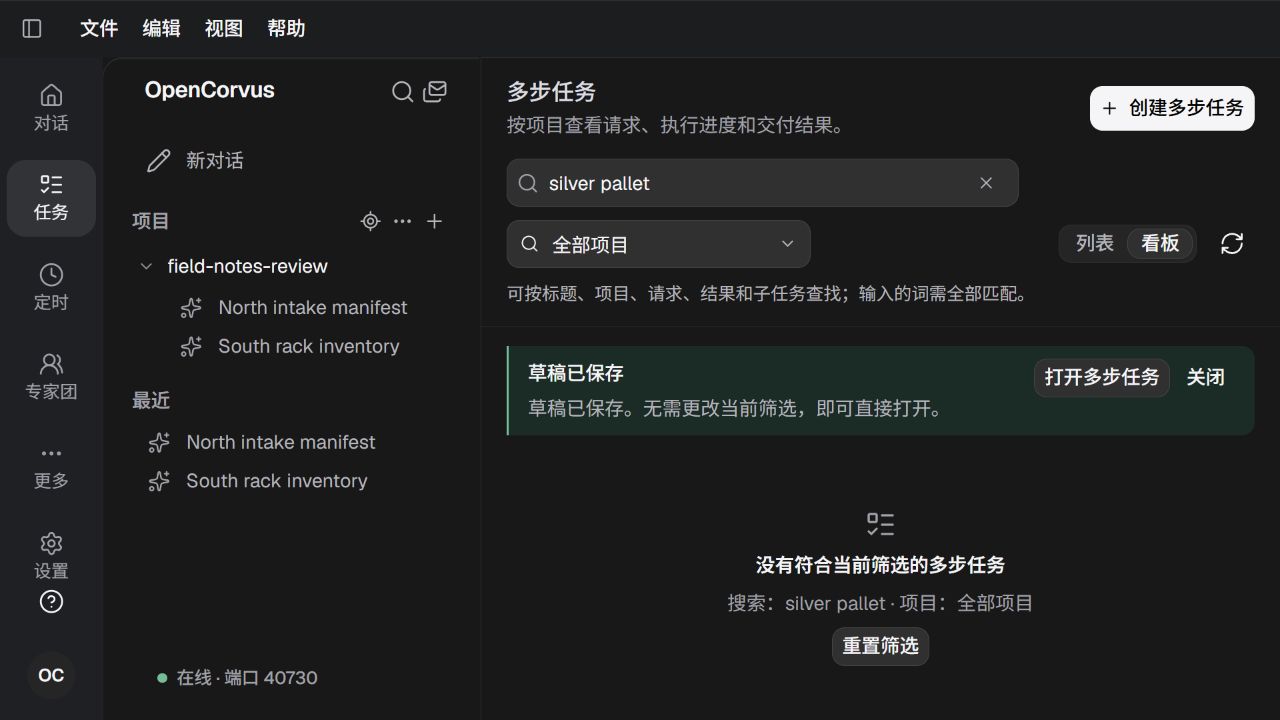 文件 编辑 视图 帮助
对话
任务
定时
专家团
更多
设置
OC
OpenCorvus
新对话
项目
field-notes-review
North intake manifest
South rack inventory
最近
North intake manifest
South rack inventory
在线 · 端口 40730
多步任务
按项目查看请求、执行进度和交付结果。
创建多步任务
silver pallet
全部项目
列表 看板
可按标题、项目、请求、结果和子任务查找；输入的词需全部匹配。
草稿已保存
草稿已保存。无需更改当前筛选，即可直接打开。
打开多步任务 关闭
没有符合当前筛选的多步任务
搜索：silver pallet · 项目：全部项目
重置筛选